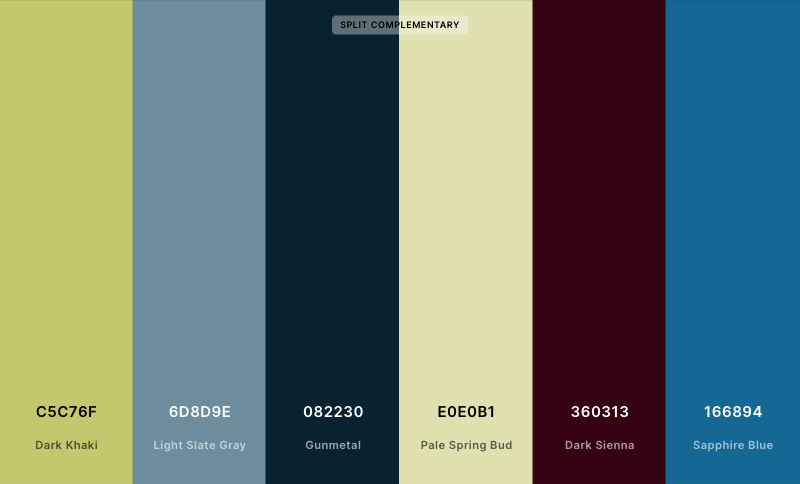 SPLIT COMPLEMENTARY
C5C76F
Dark Khaki
6D8D9E
Light Slate Gray
082230
Gunmetal
E0E0B1
Pale Spring Bud
360313
Dark Sienna
166894
Sapphire Blue